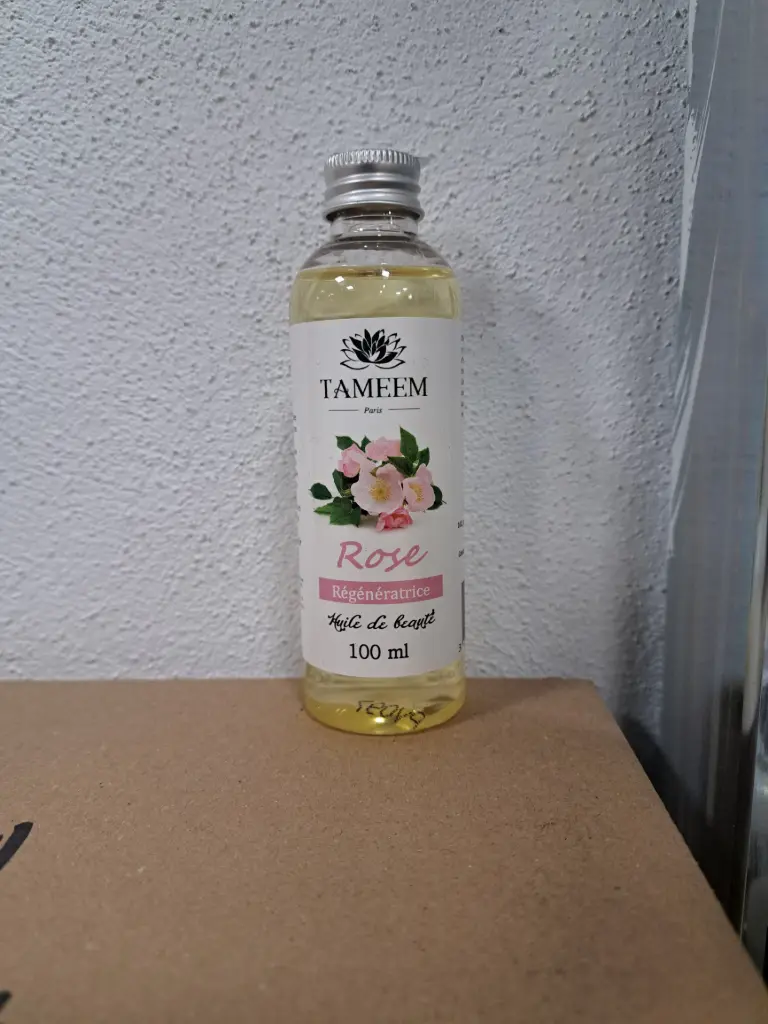 TAMEEM
Paris
Rose
Régénératrice
Huile de beauté
100 ml